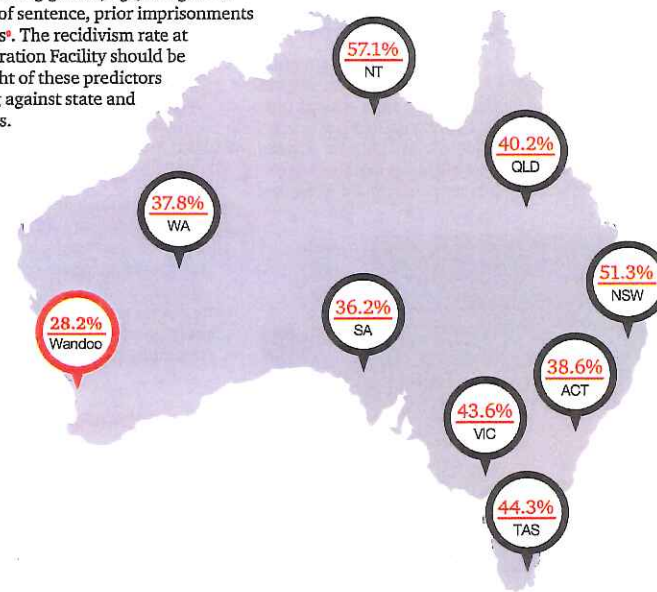 of sentence, prior imprisonments
. The recidivism rate at
ration Facility should be
of these predictors
against state and
57.1%
NT
40.2%
QLD
37.8%
WA
51.3%
NSW
36.2%
SA
28.2%
Wandoo
38.6%
ACT
43.6%
VIC
44.3%
TAS